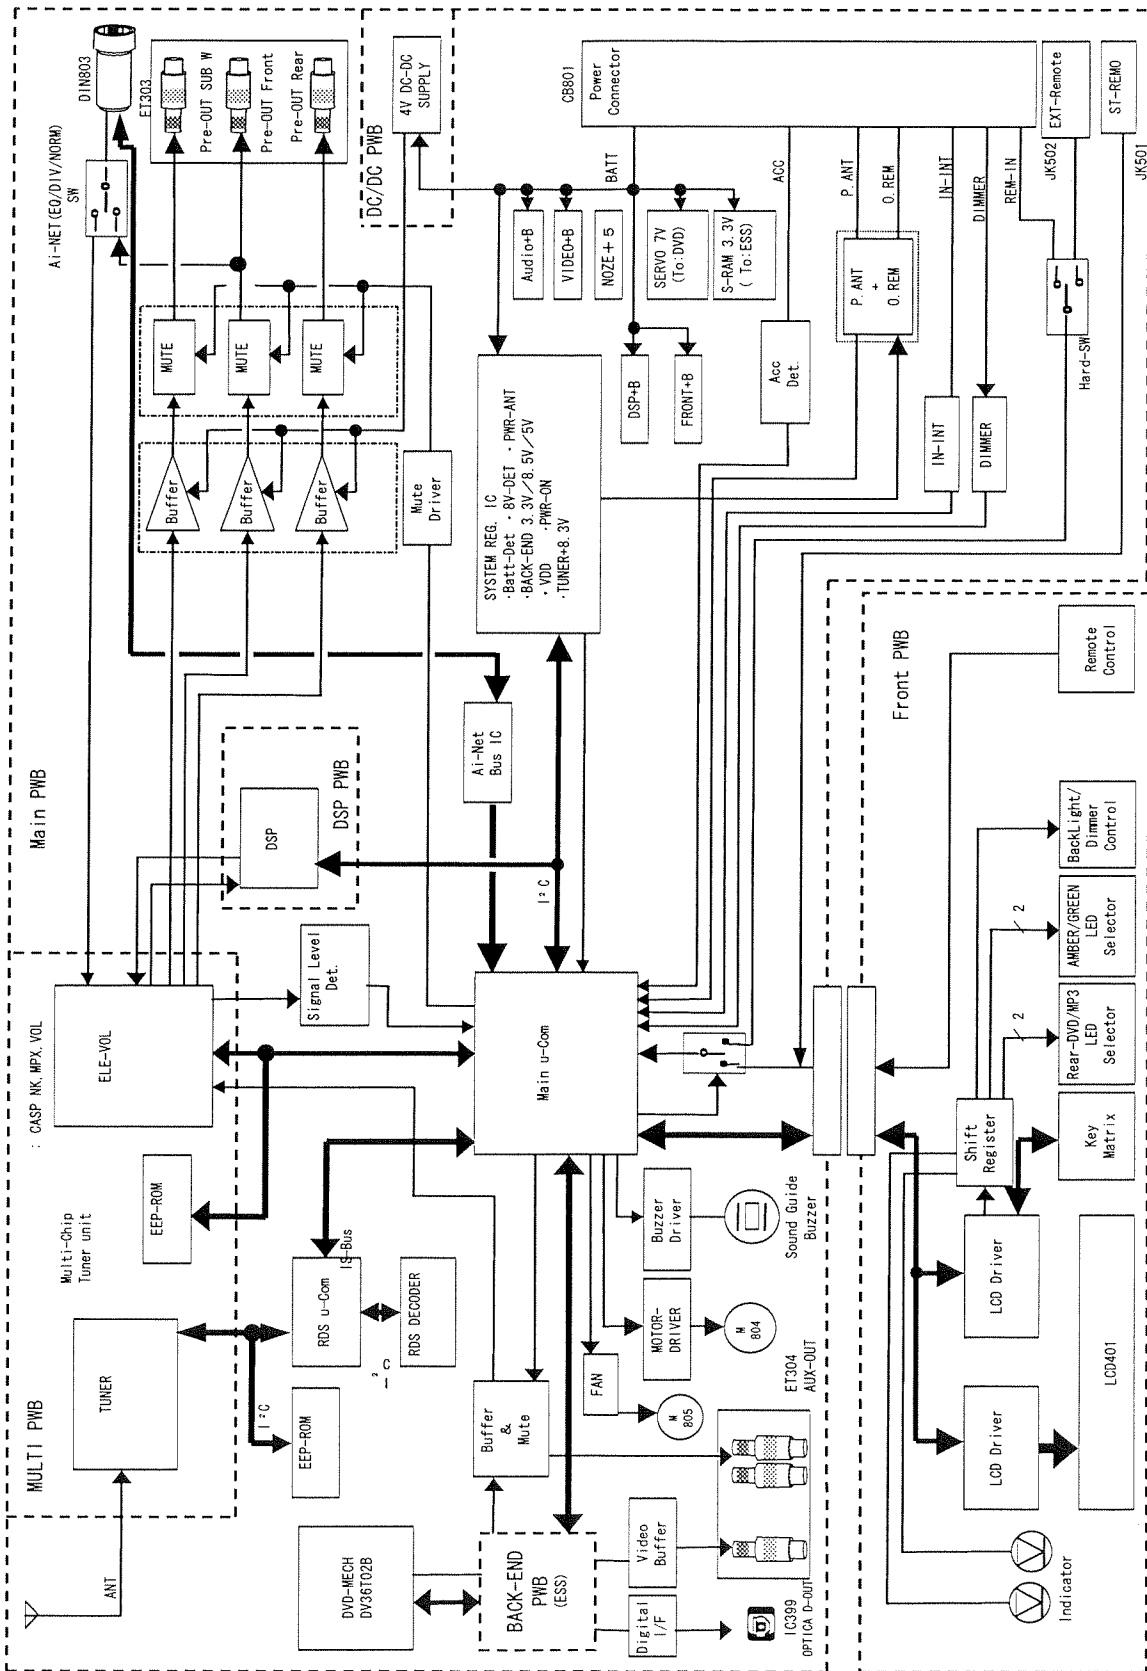 Main PWB
MULTI PWB
ANT
TUNER
Multi-Chip
Tuner unit
: CASP NK, MPX, VOL
ELE-VOL
EEP-ROM
I²C
EEP-ROM
RDS u-Com
IS-Bus
RDS DECODER
I²C
Signal Level
Det.
DSP
DSP PWB
Ai-NET(EQ/DIV/NORM)
SW
DIN803
ET303
Pre-OUT SUB W
Pre-OUT Front
Pre-OUT Rear
MUTE
MUTE
MUTE
Buffer
Buffer
Buffer
Mute
Driver
DC/DC PWB
4V DC-DC
SUPPLY
Ai-Net
Bus IC
I²C
SYSTEM REG. IC
·Batt-Det ·8V-DET ·PWR-ANT
·BACK-END 3.3V/8.5V/5V
·VDD ·PWR-ON
·TUNER+8.3V
Audio+B
VIDEO+B
NOZE+5
SERVO 7V
(To:DVD)
S-RAM 3.3V
( To:ESS)
DSP+B
FRONT+B
Acc
Det.
P.ANT
+
O.REM
IN-INT
DIMMER
Hard-SW
CB801
Power
Connector
BATT
ACC
P.ANT
O.REM
IN-INT
DIMMER
REM-IN
EXT-Remote
JK502
ST-REMO
JK501
Main u-Com
DVD-MECH
DV36T02B
BACK-END
PWB
(ESS)
Buffer
&
Mute
FAN
M
805
MOTOR-
DRIVER
M
804
Buzzer
Driver
Sound Guide
Buzzer
Video
Buffer
Digital
I/F
IC399
OPTICA D-OUT
ET304
AUX-OUT
Front PWB
Remote
Control
BackLight/
Dimmer
Control
AMBER/GREEN
LED
Selector
2
Rear-DVD/MP3
LED
Selector
2
Shift
Register
Key
Matrix
LCD Driver
LCD Driver
LCD401
Indicator